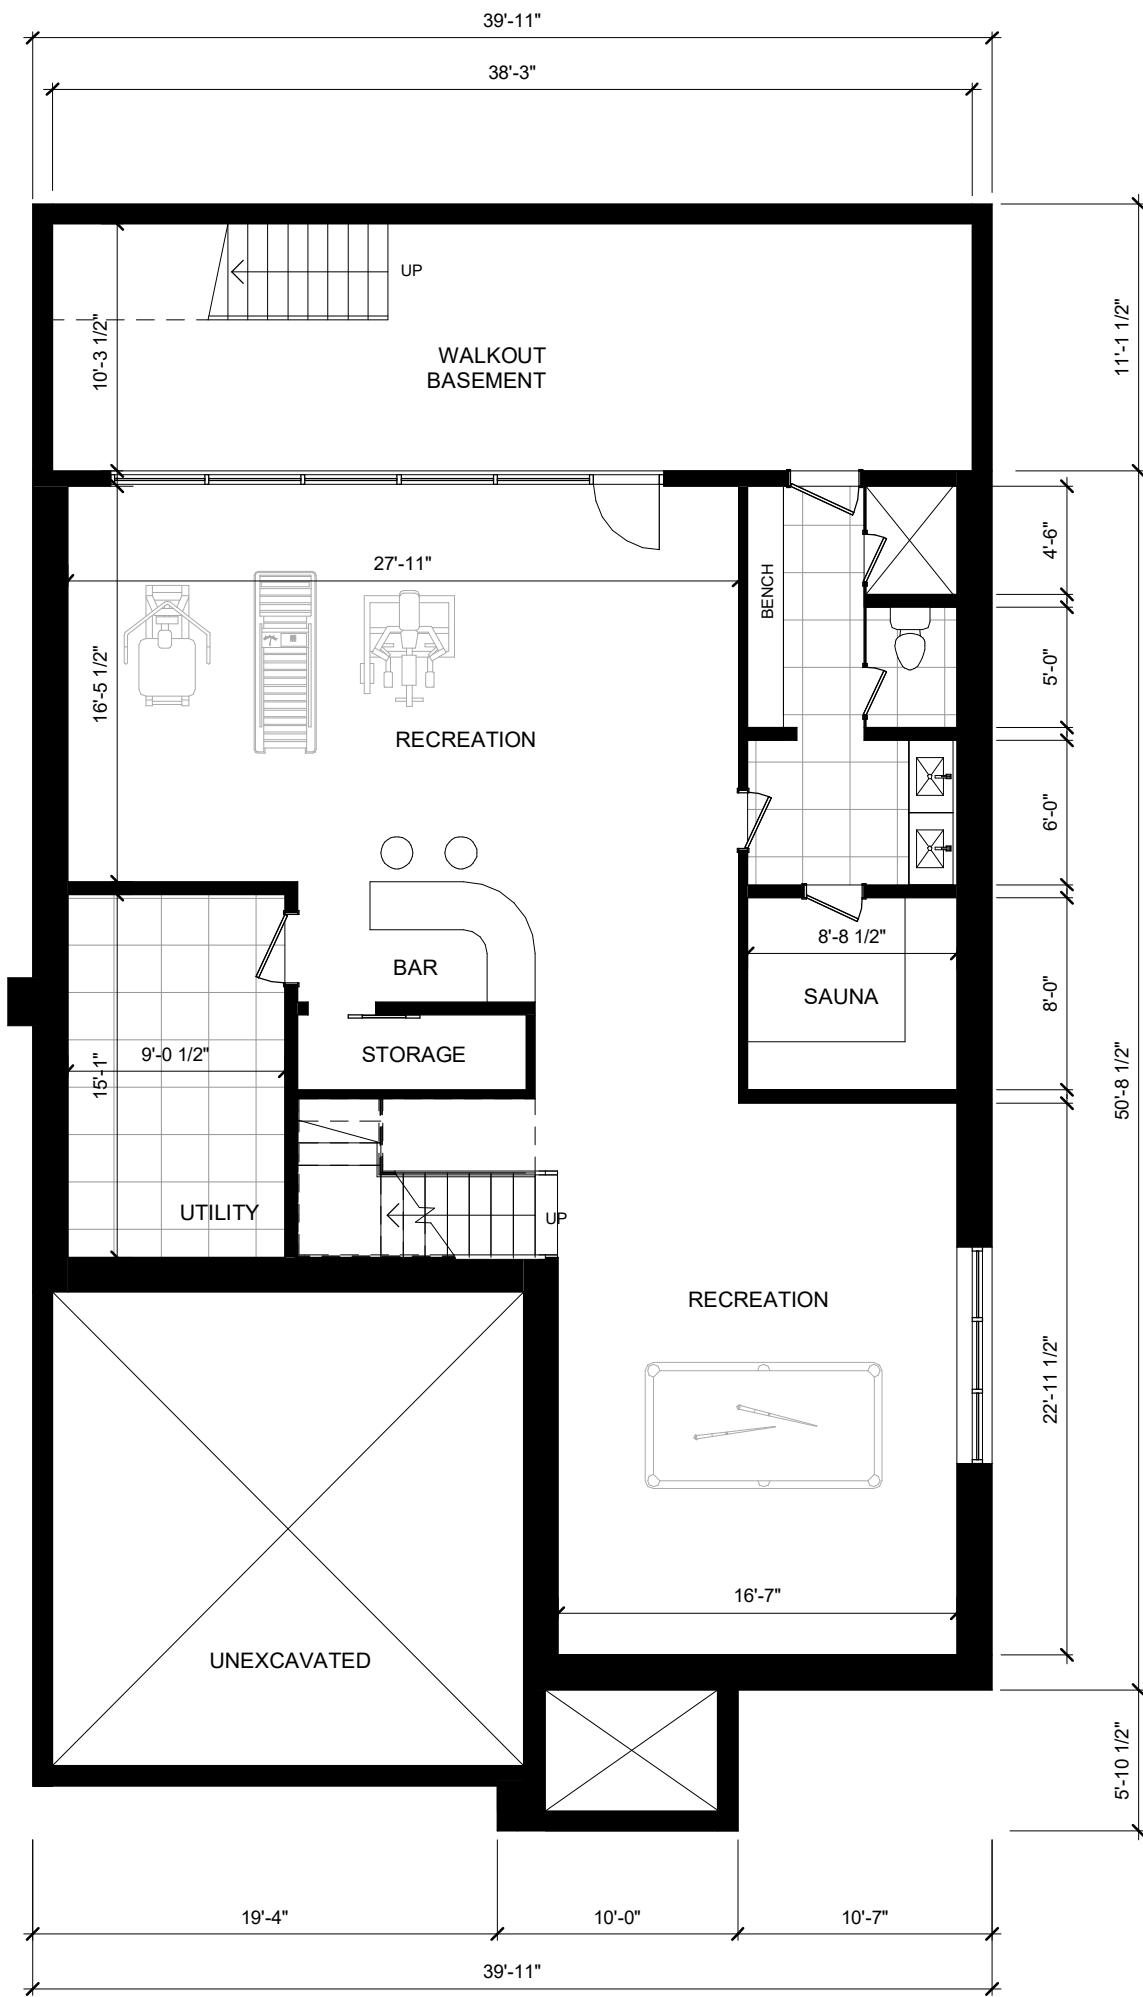 39'-11"
38'-3"
UP
10'-3 1/2"
11'-1 1/2"
WALKOUT
BASEMENT
27'-11"
BENCH
4'-6"
16'-5 1/2"
5'-0"
RECREATION
6'-0"
8'-8 1/2"
BAR
SAUNA
8'-0"
STORAGE
9'-0 1/2"
15'-1"
50'-8 1/2"
UTILITY
UP
RECREATION
22'-11 1/2"
16'-7"
UNEXCAVATED
5'-10 1/2"
19'-4"
10'-0"
10'-7"
39'-11"